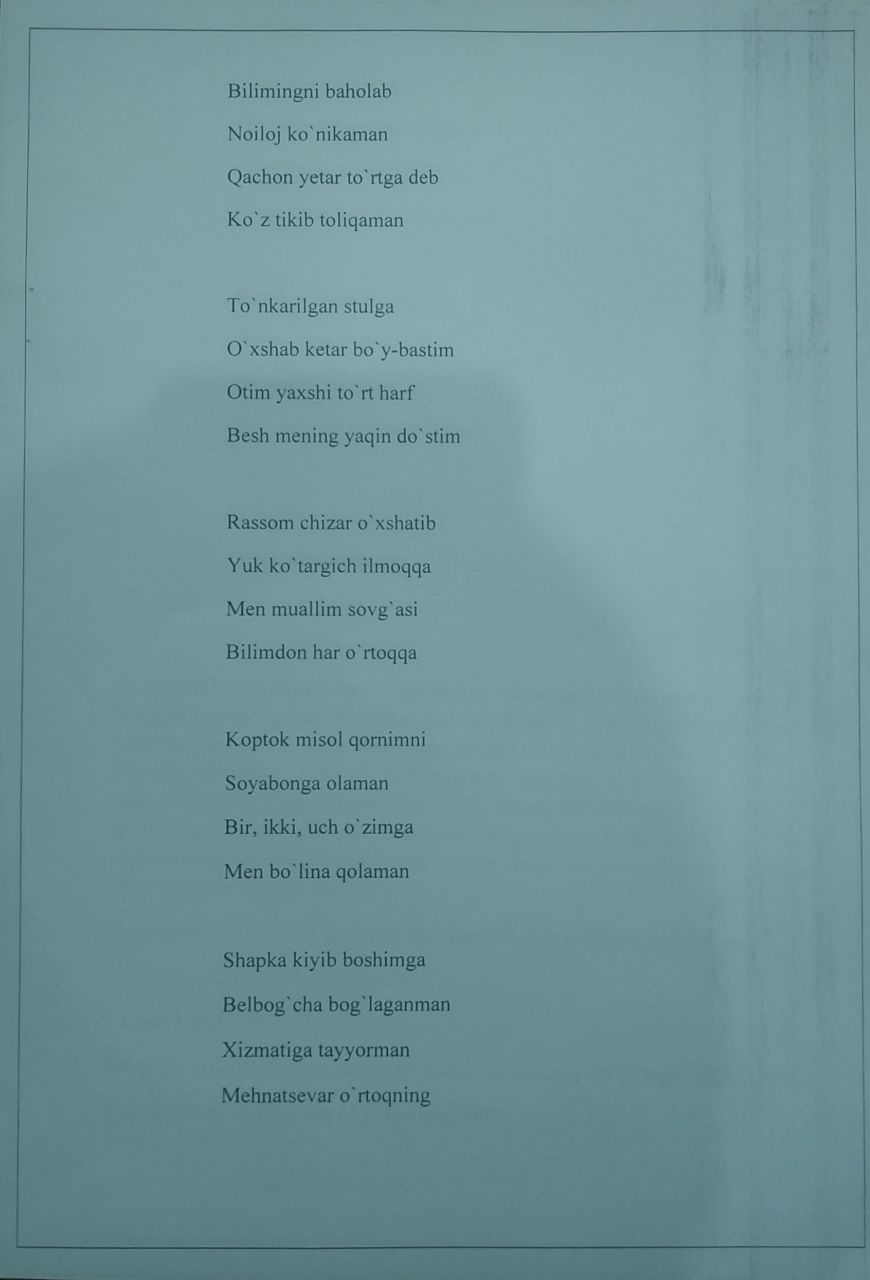 Bilimingni baholab
Noiloj ko`nikaman
Qachon yetar to`rtga deb
Ko`z tikib toliqaman
To`nkarilgan stulga
O`xshab ketar bo`y-bastim
Otim yaxshi to`rt harf
Besh mening yaqin do`stim
Rassom chizar o`xshatib
Yuk ko`targich ilmoqqa
Men muallim sovg`asi
Bilimdon har o`rtoqqa
Koptok misol qornimni
Soyabonga olaman
Bir, ikki, uch o`zimga
Men bo`lina qolaman
Shapka kiyib boshimga
Belbog`cha bog`laganman
Xizmatiga tayyorman
Mehnatsevar o`rtoqning